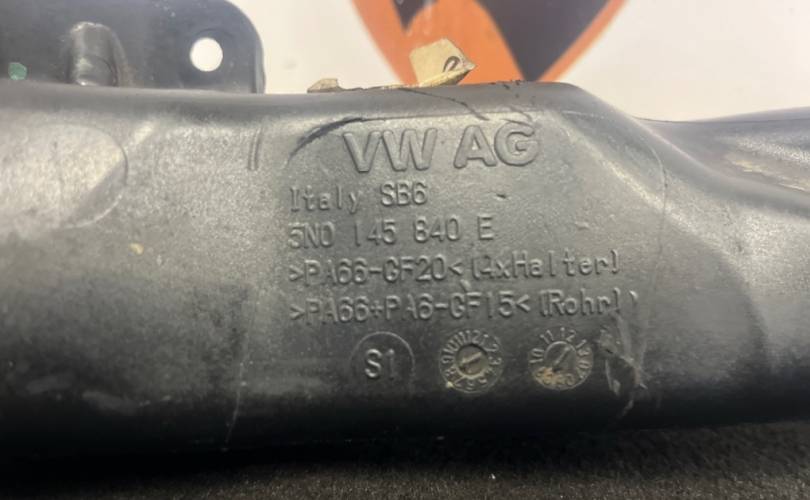 VW AG
Italy SB6
5N0 145 840 E
>PA66-GF20< (4xHalter)
>PA66+PA6-GF15< (Rohr)
S1